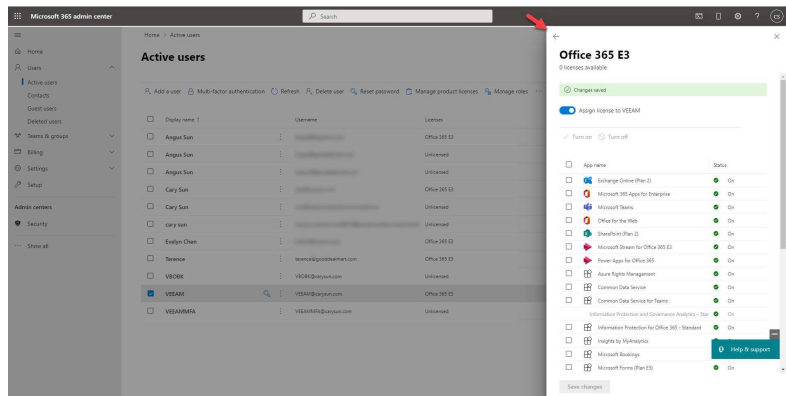 Microsoft 365 admin center
Search
? CS
Home
Users
Active users
Contacts
Guest users
Deleted users
Teams & groups
Billing
Settings
Setup
Admin centers
Security
Show all
Home > Active users
Active users
Add a user Multi-factor authentication Refresh Delete user Reset password Manage product licenses Manage roles
Display name ↑ Username Licenses
Angus Sun Office 365 E3
Angus Sun Unlicensed
Angus Sun Unlicensed
Cary Sun Office 365 E3
Cary Sun Unlicensed
cary sun Unlicensed
Evelyn Chen Office 365 E3
Terence Office 365 E3
VBOBK VBOBK@carysun.com Unlicensed
VEEAM VEEAM@carysun.com Office 365 E3
VEEAMMFA VEEAMMFA@carysun.com Unlicensed
Office 365 E3
0 licenses available
Changes saved
Assign license to VEEAM
Turn on Turn off
App name Status
Exchange Online (Plan 2) On
Microsoft 365 Apps for Enterprise On
Microsoft Teams On
Office for the Web On
SharePoint (Plan 2) On
Microsoft Stream for Office 365 E3 On
Power Apps for Office 365 On
Azure Rights Management On
Common Data Service On
Common Data Service for Teams On
Information Protection and Governance Analytics – Stan On
Information Protection for Office 365 - Standard On
Insights by MyAnalytics
Microsoft Bookings
Microsoft Forms (Plan E3) On
Help & support
Save changes